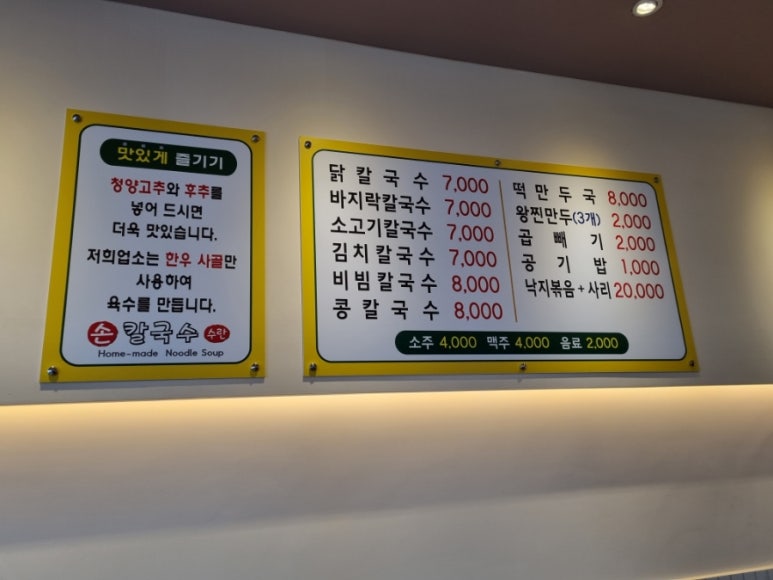 맛있게 즐기기
청양고추와 후추를
넣어 드시면
더욱 맛있습니다.
저희업소는 한우 사골만
사용하여
육수를 만듭니다.
손 칼국수 수란
Home-made Noodle Soup
닭칼국수 7,000
바지락칼국수 7,000
소고기칼국수 7,000
김치칼국수 7,000
비빔칼국수 8,000
콩칼국수 8,000
떡만두국 8,000
왕찐만두(3개) 2,000
곱빼기 2,000
공기밥 1,000
낙지볶음+사리 20,000
소주 4,000 맥주 4,000 음료 2,000